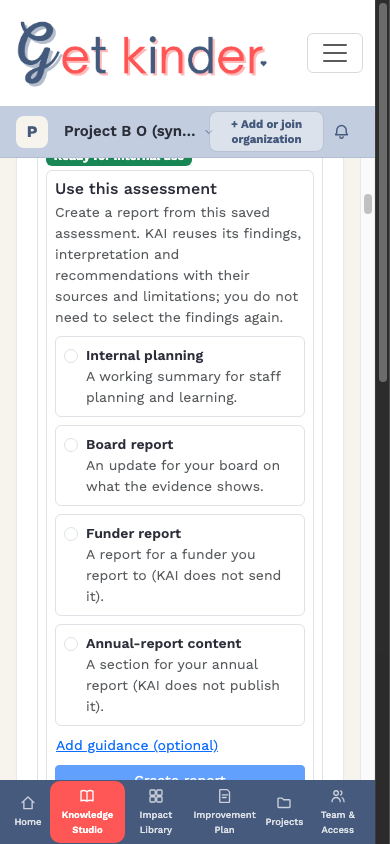 Get kinder
P
Project B O (syn...
+ Add or join
organization
Ready for internal use
Use this assessment
Create a report from this saved
assessment. KAI reuses its findings,
interpretation and
recommendations with their
sources and limitations; you do not
need to select the findings again.
Internal planning
A working summary for staff
planning and learning.
Board report
An update for your board on
what the evidence shows.
Funder report
A report for a funder you
report to (KAI does not send
it).
Annual-report content
A section for your annual
report (KAI does not publish
it).
Add guidance (optional)
Create report
Home
Knowledge
Studio
Impact
Library
Improvement
Plan
Projects
Team &
Access